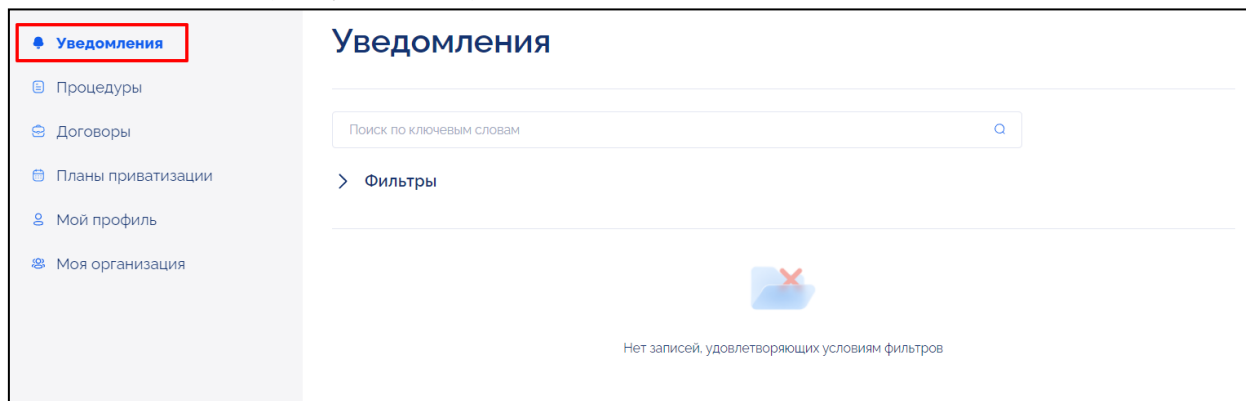 Уведомления
Процедуры
Договоры
Планы приватизации
Мой профиль
Моя организация
Уведомления
Поиск по ключевым словам
Фильтры
Нет записей, удовлетворяющих условиям фильтров